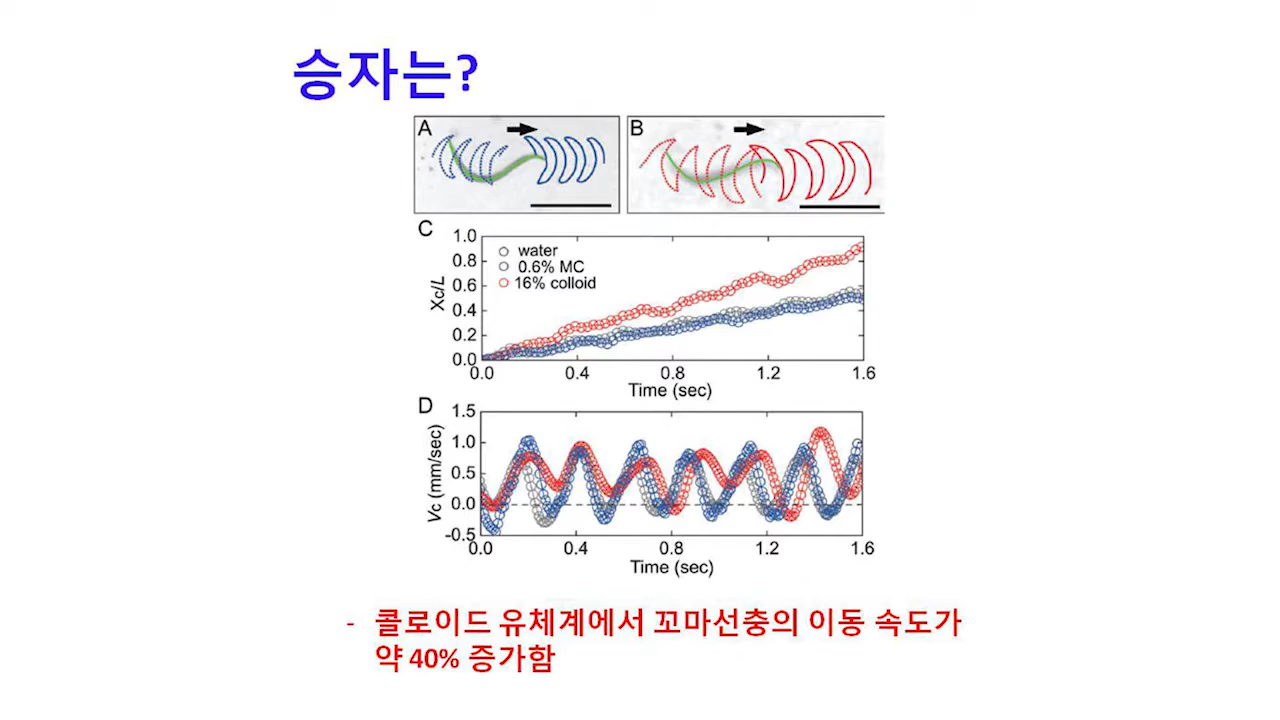 승자는?
A
B
C
1.0
0.8
0.6
0.4
0.2
0.0
Xc/L
water
0.6% MC
16% colloid
0.0 0.4 0.8 1.2 1.6
Time (sec)
D
1.5
1.0
0.5
0.0
-0.5
Vc (mm/sec)
0.0 0.4 0.8 1.2 1.6
Time (sec)
- 콜로이드 유체계에서 꼬마선충의 이동 속도가
약 40% 증가함